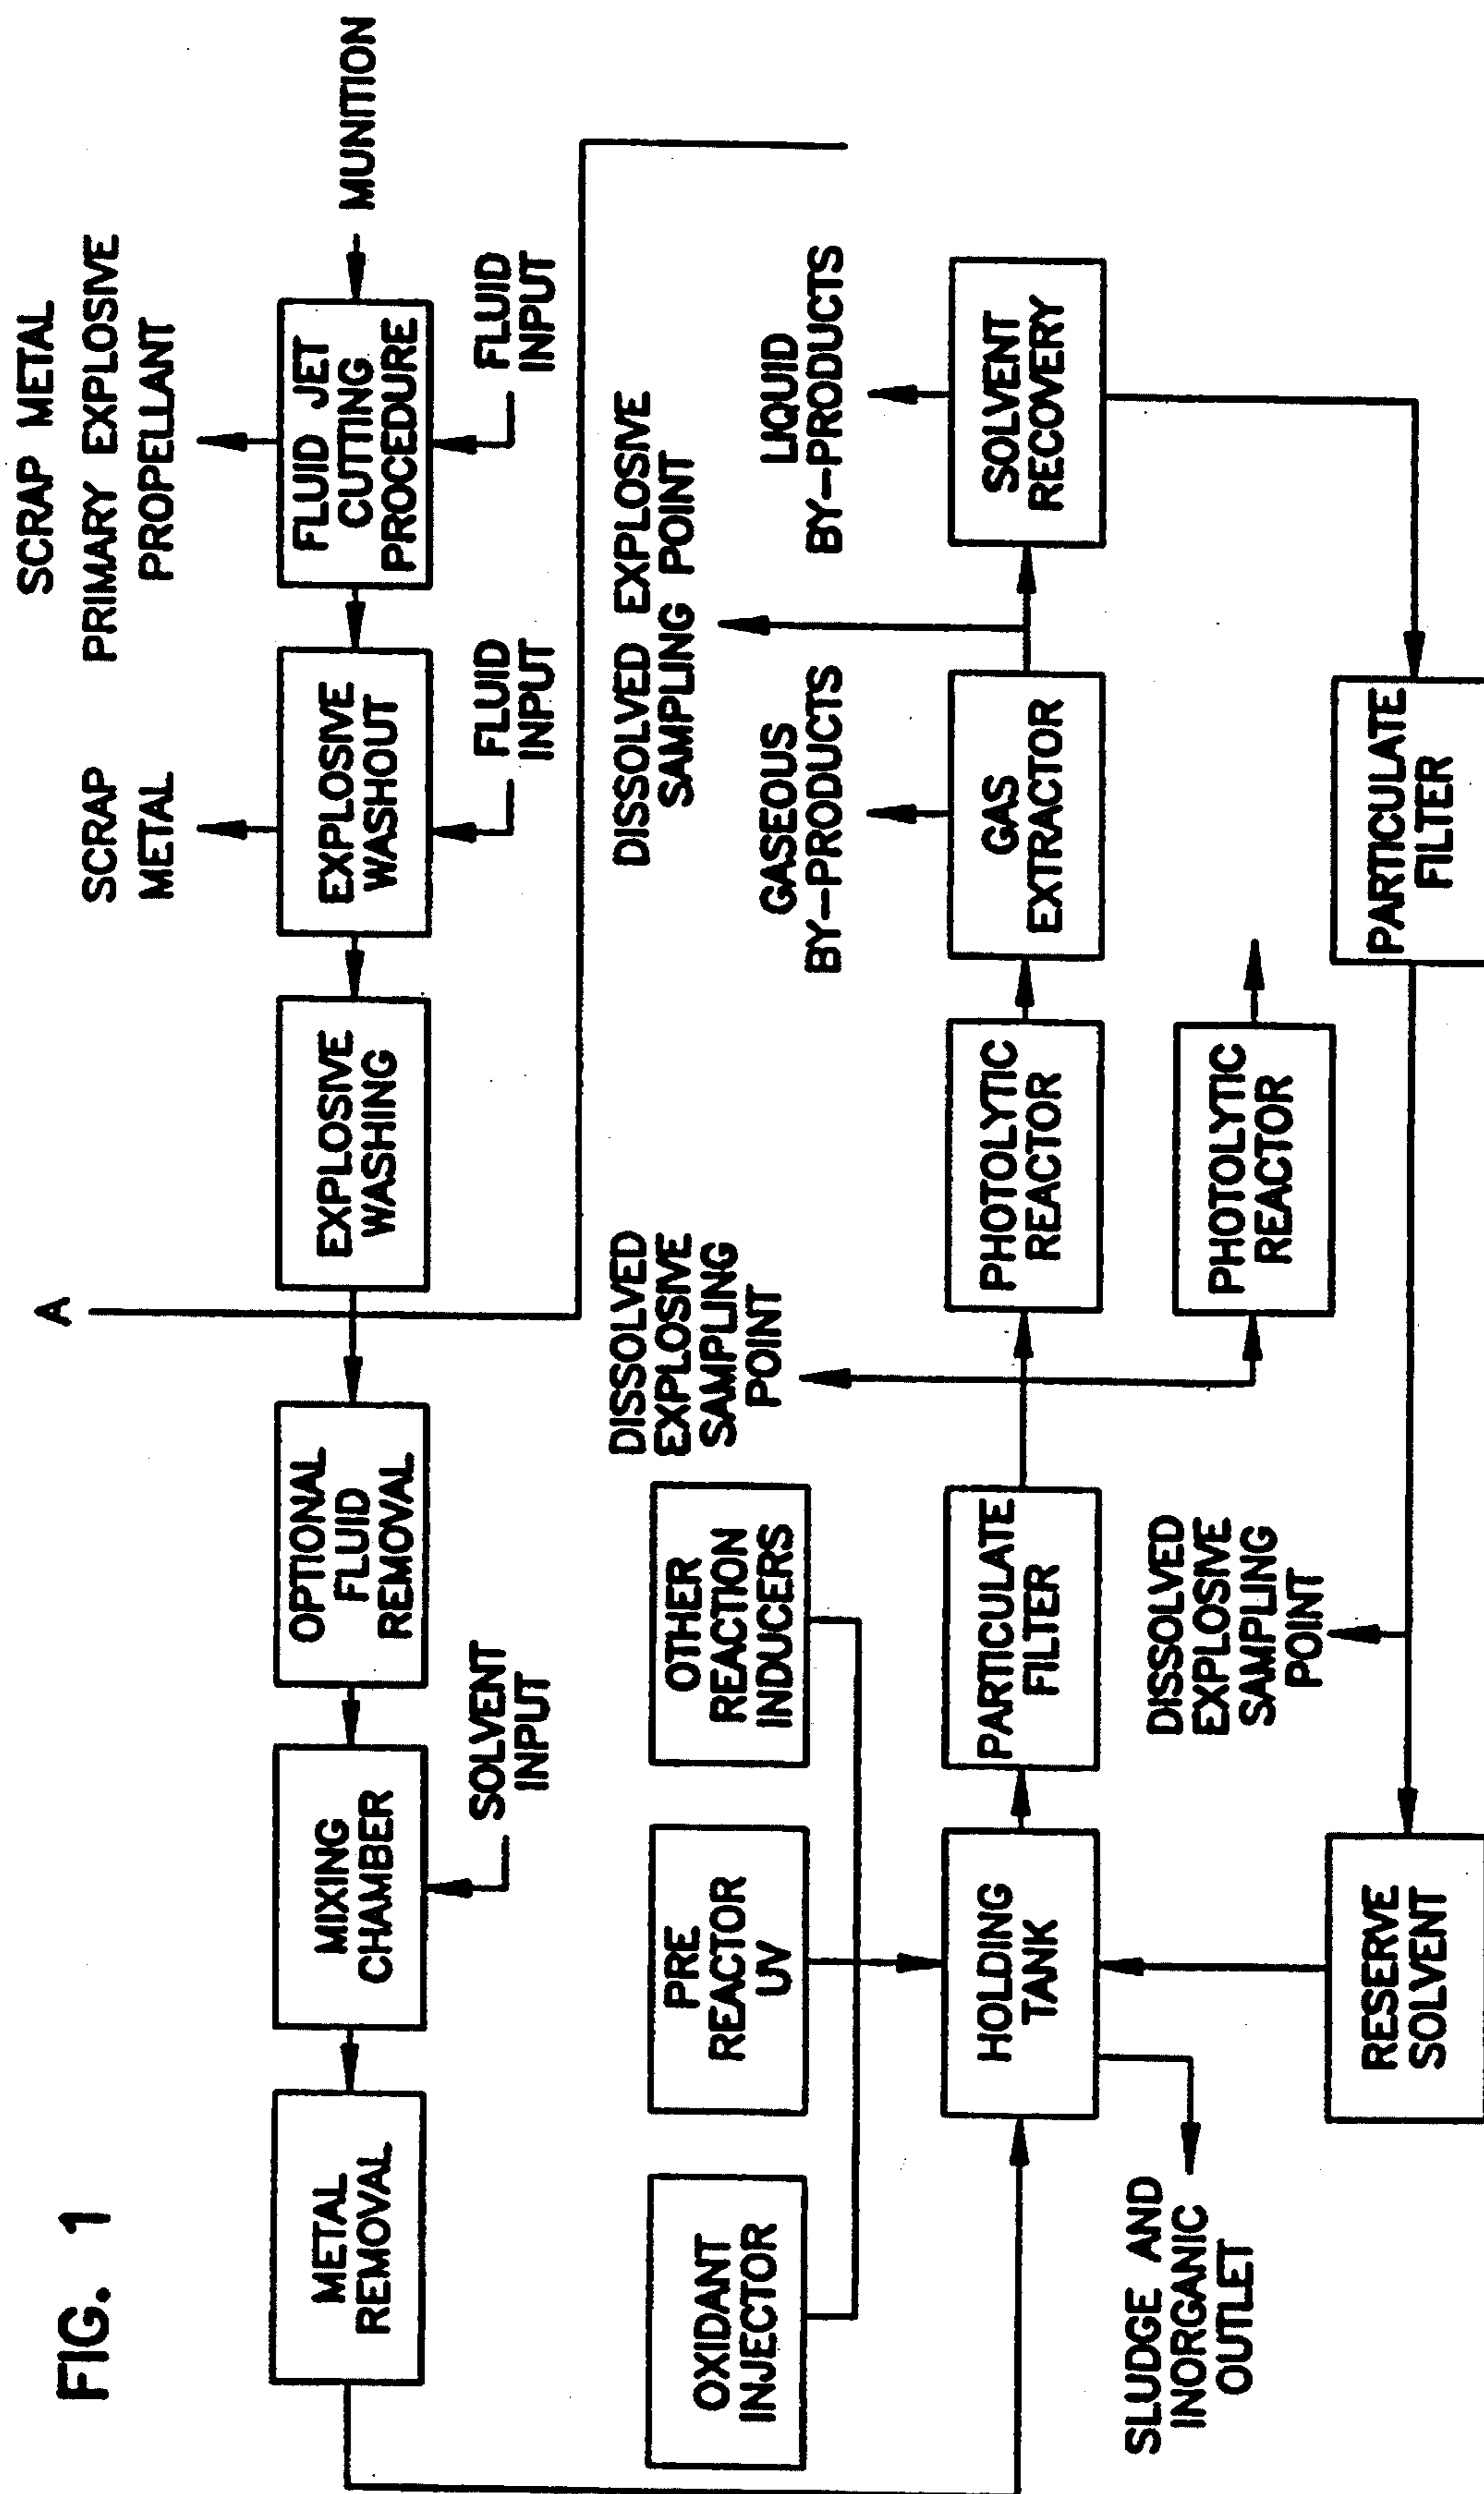 FIG. 1
A
SCRAP
METAL
SCRAP METAL
PRIMARY EXPLOSIVE
PROPELLANT
METAL
REMOVAL
MIXING
CHAMBER
OPTIONAL
FLUID
REMOVAL
EXPLOSIVE
WASHING
EXPLOSIVE
WASHOUT
FLUID JET
CUTTING
PROCEDURE
MUNITION
SOLVENT
INPUT
FLUID
INPUT
FLUID
INPUT
OXIDANT
INJECTOR
PRE
REACTOR
UV
OTHER
REACTION
INDUCERS
DISSOLVED
EXPLOSIVE
SAMPLING
POINT
DISSOLVED EXPLOSIVE
SAMPLING POINT
GASEOUS
BY-PRODUCTS
LIQUID
BY-PRODUCTS
HOLDING
TANK
PARTICULATE
FILTER
PHOTOLYTIC
REACTOR
GAS
EXTRACTOR
SOLVENT
RECOVERY
SLUDGE AND
INORGANIC
OUTLET
DISSOLVED
EXPLOSIVE
SAMPLING
POINT
PHOTOLYTIC
REACTOR
RESERVE
SOLVENT
PARTICULATE
FILTER